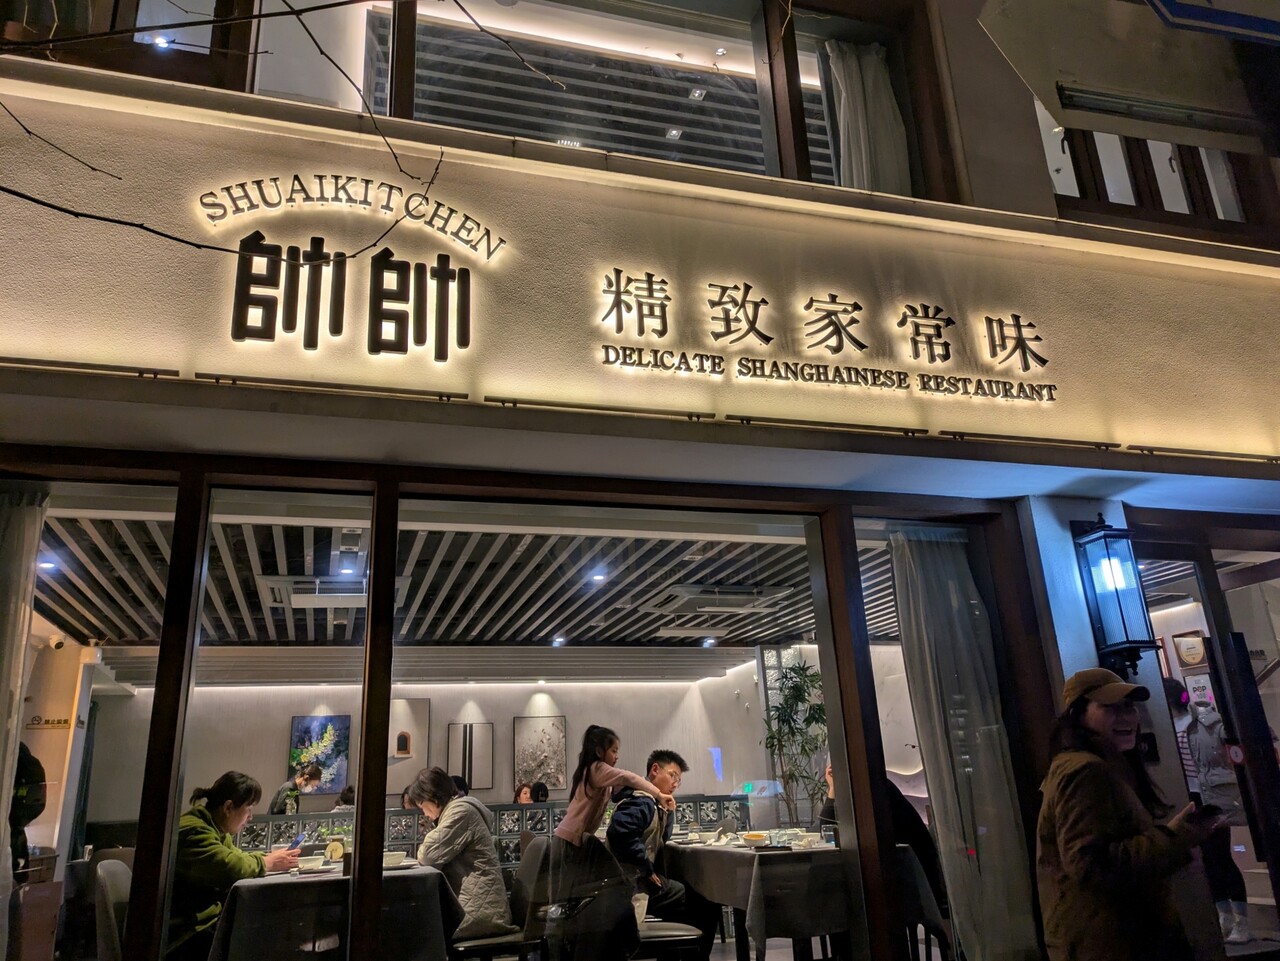 SHUAIKITCHEN
帥帥
精致家常味
DELICATE SHANGHAINESE RESTAURANT